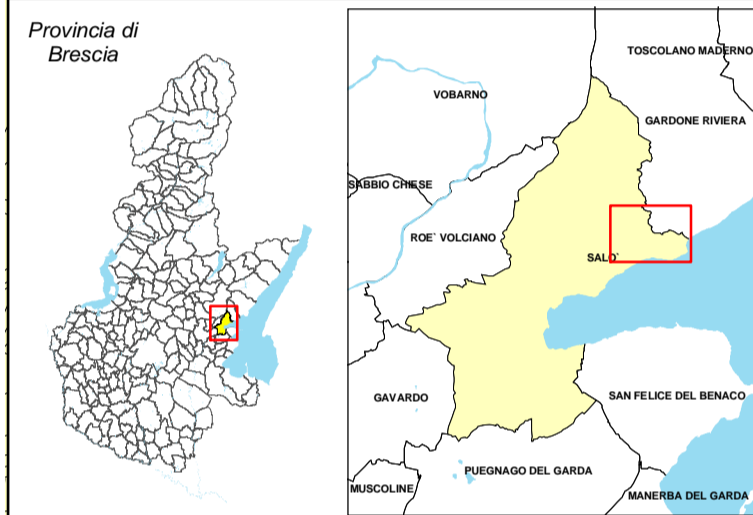 Provincia di
Brescia
TOSCOLANO MADERNO
VOBARNO
GARDONE RIVIERA
SABBIO CHIESE
ROE` VOLCIANO
SALO`
GAVARDO
SAN FELICE DEL BENACO
PUEGNAGO DEL GARDA
MUSCOLINE
MANERBA DEL GARDA